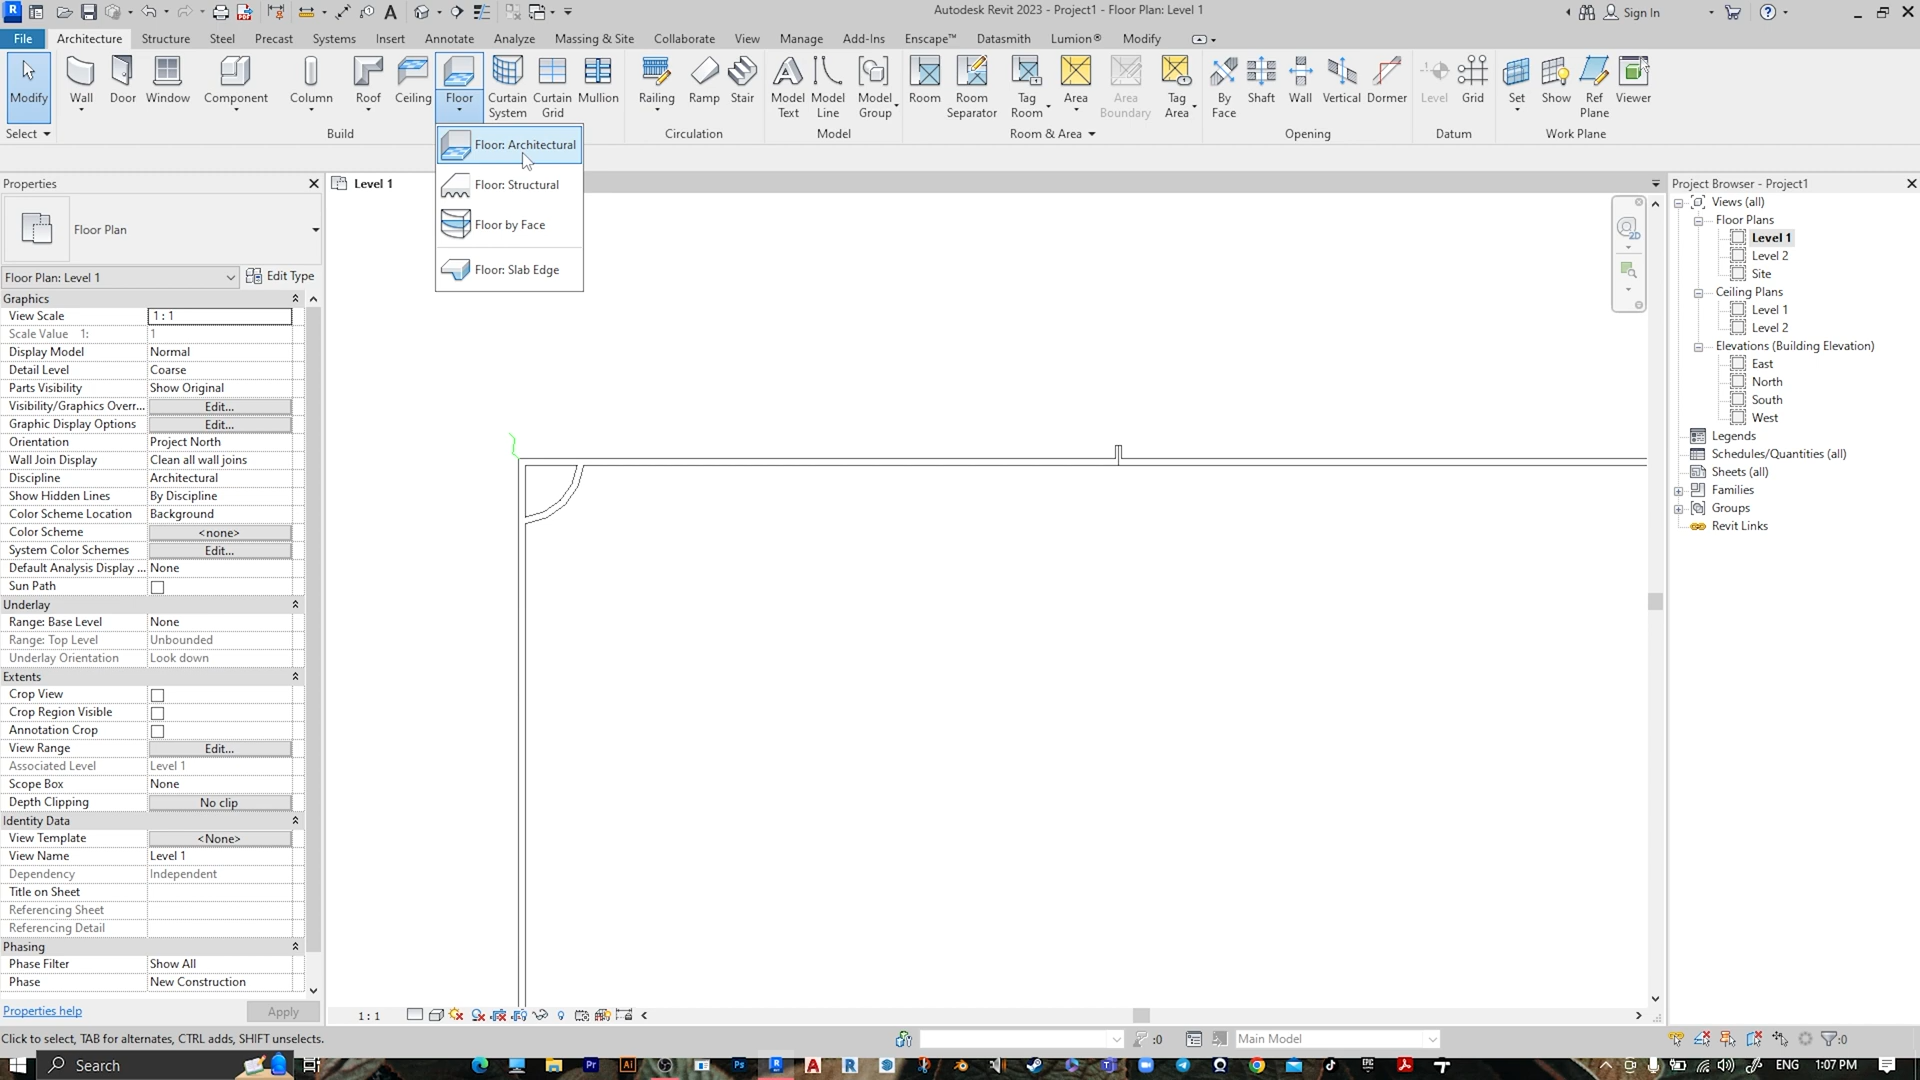 Autodesk Revit 2023 - Project1 - Floor Plan: Level 1
Sign In
File Architecture Structure Steel Precast Systems Insert Annotate Analyze Massing & Site Collaborate View Manage Add-Ins Enscape™ Datasmith Lumion® Modify
Modify Wall Door Window Component Column Roof Ceiling Floor Curtain System Curtain Grid Mullion Railing Ramp Stair Model Text Model Line Model Group Room Room Separator Tag Room Area Area Boundary Tag Area By Face Shaft Wall Vertical Dormer Level Grid Set Show Ref Plane Viewer
Select Build Circulation Model Room & Area Opening Datum Work Plane
Floor: Architectural
Floor: Structural
Floor by Face
Floor: Slab Edge
Properties
Floor Plan
Floor Plan: Level 1 Edit Type
Graphics
View Scale 1 : 1
Scale Value 1: 1
Display Model Normal
Detail Level Coarse
Parts Visibility Show Original
Visibility/Graphics Overr... Edit...
Graphic Display Options Edit...
Orientation Project North
Wall Join Display Clean all wall joins
Discipline Architectural
Show Hidden Lines By Discipline
Color Scheme Location Background
Color Scheme <none>
System Color Schemes Edit...
Default Analysis Display ... None
Sun Path
Underlay
Range: Base Level None
Range: Top Level Unbounded
Underlay Orientation Look down
Extents
Crop View
Crop Region Visible
Annotation Crop
View Range Edit...
Associated Level Level 1
Scope Box None
Depth Clipping No clip
Identity Data
View Template <None>
View Name Level 1
Dependency Independent
Title on Sheet
Referencing Sheet
Referencing Detail
Phasing
Phase Filter Show All
Phase New Construction
Properties help Apply
Level 1
2D
1 : 1
Project Browser - Project1
Views (all)
Floor Plans
Level 1
Level 2
Site
Ceiling Plans
Level 1
Level 2
Elevations (Building Elevation)
East
North
South
West
Legends
Schedules/Quantities (all)
Sheets (all)
Families
Groups
Revit Links
Click to select, TAB for alternates, CTRL adds, SHIFT unselects.
:0
Main Model
:0
Search
ENG 1:07 PM